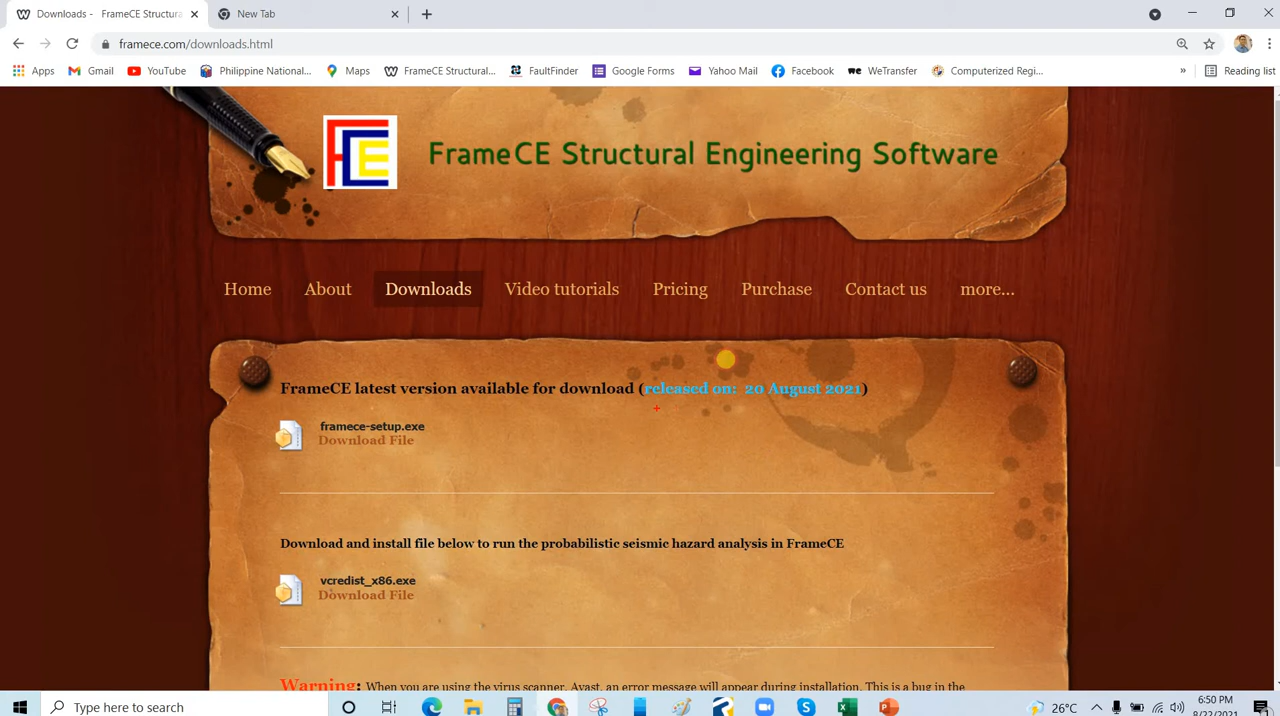 Downloads - FrameCE Structura
New Tab
framece.com/downloads.html
Apps
Gmail
YouTube
Philippine National...
Maps
FrameCE Structural...
FaultFinder
Google Forms
Yahoo Mail
Facebook
WeTransfer
Computerized Regi...
»
Reading list
FCE
FrameCE Structural Engineering Software
Home
About
Downloads
Video tutorials
Pricing
Purchase
Contact us
more...
FrameCE latest version available for download (released on: 20 August 2021)
framece-setup.exe
Download File
Download and install file below to run the probabilistic seismic hazard analysis in FrameCE
vcredist_x86.exe
Download File
Warning: When you are using the virus scanner, Avast, an error message will appear during installation. This is a bug in the
Type here to search
26°C
6:50 PM
8/22/2021